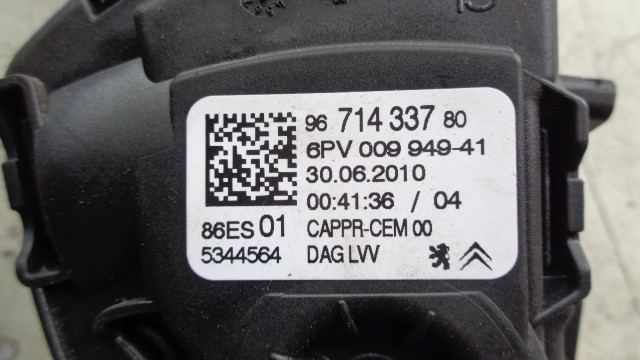 96 714 337 80
6PV 009 949-41
30.06.2010
00:41:36 / 04
86ES 01 CAPPR-CEM 00
5344564 DAG LVV